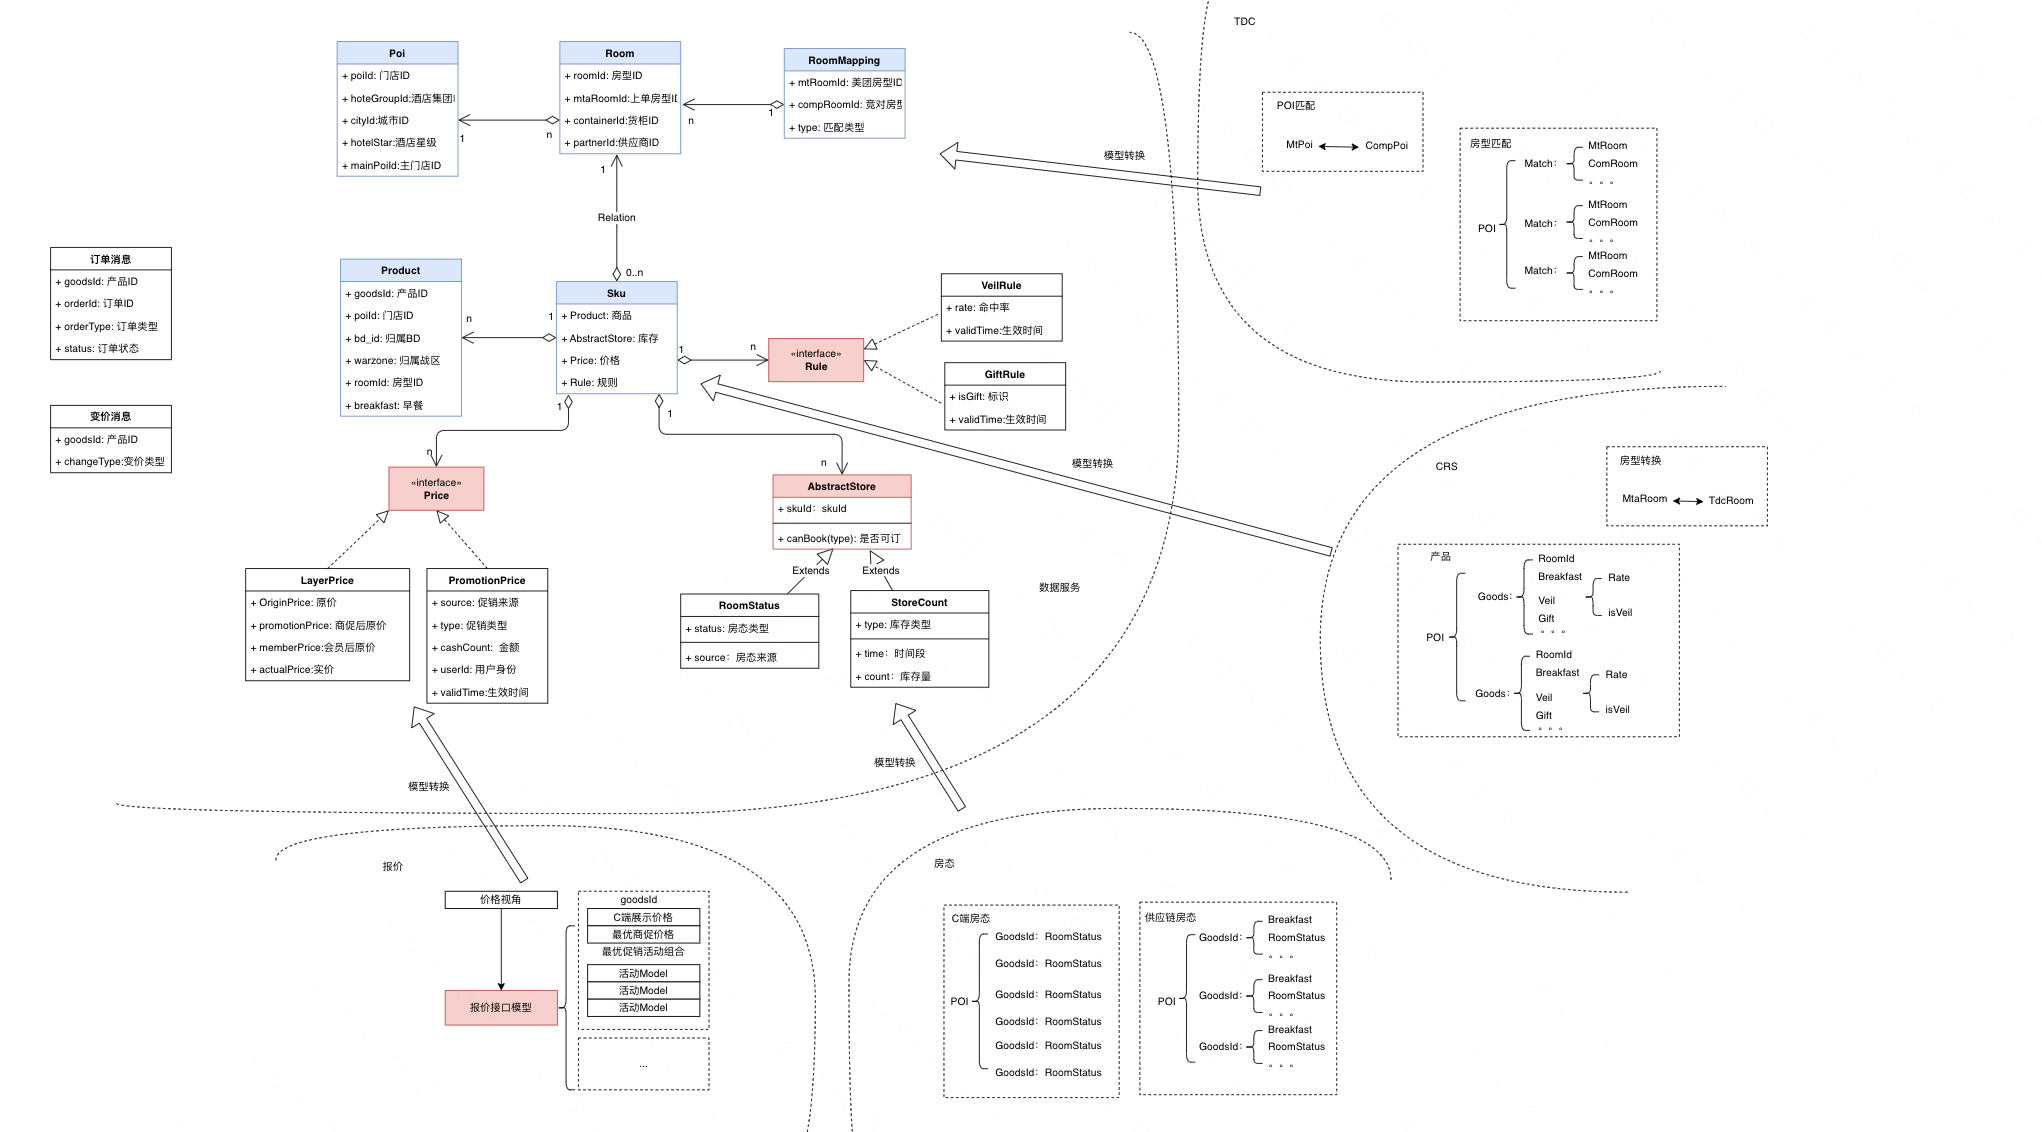 TDC
Poi
+ poiId: 门店ID
+ hoteGroupId:酒店集团I
+ cityId:城市ID
+ hotelStar:酒店星级
+ mainPoiId:主门店ID
Room
+ roomId: 房型ID
+ mtaRoomId:上单房型ID
+ containerId:货柜ID
+ partnerId:供应商ID
RoomMapping
+ mtRoomId: 美团房型ID
+ compRoomId: 竞对房型
+ type: 匹配类型
1
n
n
1
1
Relation
0..n
模型转换
POI匹配
MtPoi
CompPoi
房型匹配
POI
Match：
MtRoom
ComRoom
。。。
Match：
MtRoom
ComRoom
。。。
Match：
MtRoom
ComRoom
。。。
订单消息
+ goodsId: 产品ID
+ orderId: 订单ID
+ orderType: 订单类型
+ status: 订单状态
变价消息
+ goodsId: 产品ID
+ changeType:变价类型
Product
+ goodsId: 产品ID
+ poiId: 门店ID
+ bd_id: 归属BD
+ warzone: 归属战区
+ roomId: 房型ID
+ breakfast: 早餐
n
1
Sku
+ Product: 商品
+ AbstractStore: 库存
+ Price: 价格
+ Rule: 规则
1
n
«interface»
Rule
VeilRule
+ rate: 命中率
+ validTime:生效时间
GiftRule
+ isGift: 标识
+ validTime:生效时间
1
1
n
n
模型转换
«interface»
Price
AbstractStore
+ skuId：skuId
+ canBook(type): 是否可订
Extends
Extends
LayerPrice
+ OriginPrice: 原价
+ promotionPrice: 商促后原价
+ memberPrice:会员后原价
+ actualPrice:实价
PromotionPrice
+ source: 促销来源
+ type: 促销类型
+ cashCount: 金额
+ userId: 用户身份
+ validTime:生效时间
RoomStatus
+ status: 房态类型
+ source：房态来源
StoreCount
+ type: 库存类型
+ time：时间段
+ count：库存量
数据服务
CRS
房型转换
MtaRoom
TdcRoom
产品
POI
Goods：
RoomId
Breakfast
Veil
Gift
。。。
Rate
isVeil
Goods：
RoomId
Breakfast
Veil
Gift
。。。
Rate
isVeil
模型转换
模型转换
报价
价格视角
报价接口模型
goodsId
C端展示价格
最优商促价格
最优促销活动组合
活动Model
活动Model
活动Model
...
房态
C端房态
POI
GoodsId：RoomStatus
GoodsId：RoomStatus
GoodsId：RoomStatus
GoodsId：RoomStatus
GoodsId：RoomStatus
GoodsId：RoomStatus
供应链房态
POI
GoodsId：
Breakfast
RoomStatus
。。。
GoodsId：
Breakfast
RoomStatus
。。。
GoodsId：
Breakfast
RoomStatus
。。。